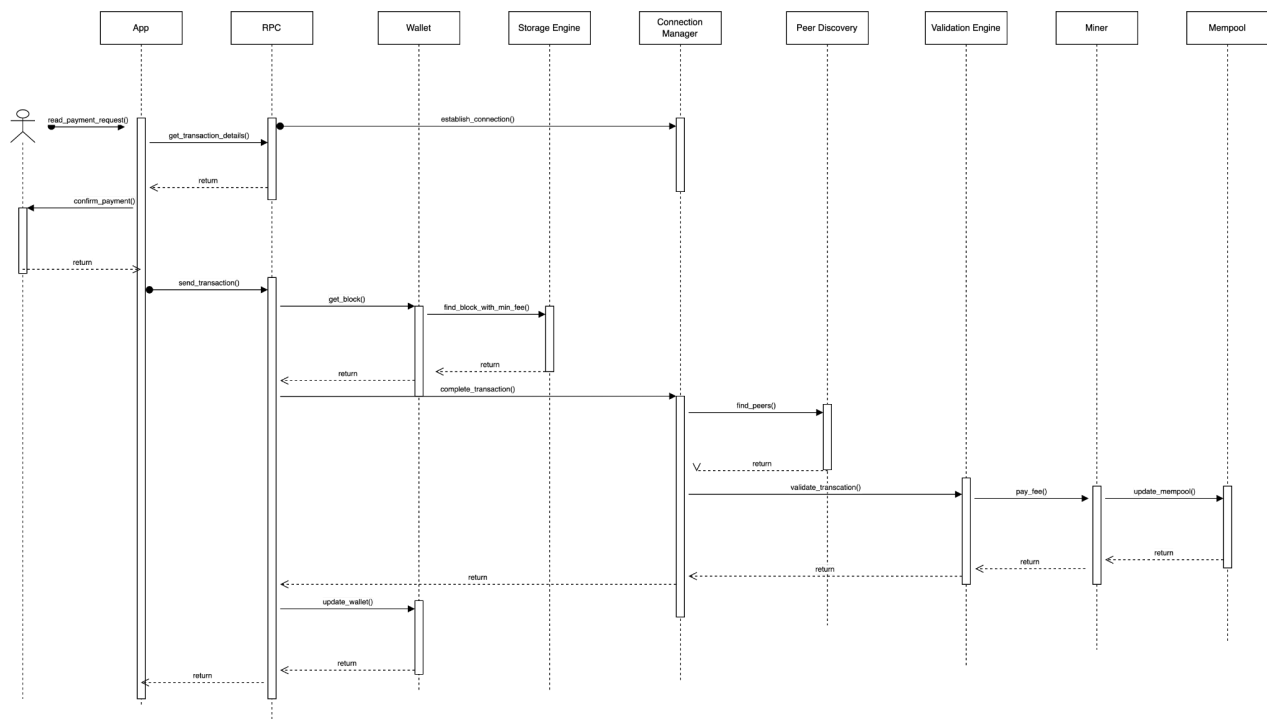 App
RPC
Wallet
Storage Engine
Connection
Manager
Peer Discovery
Validation Engine
Miner
Mempool
read_payment_request()
establish_connection()
get_transaction_details()
return
confirm_payment()
return
send_transaction()
get_block()
find_block_with_min_fee()
return
return
complete_transaction()
find_peers()
return
validate_transcation()
pay_fee()
update_mempool()
return
return
return
return
update_wallet()
return
return